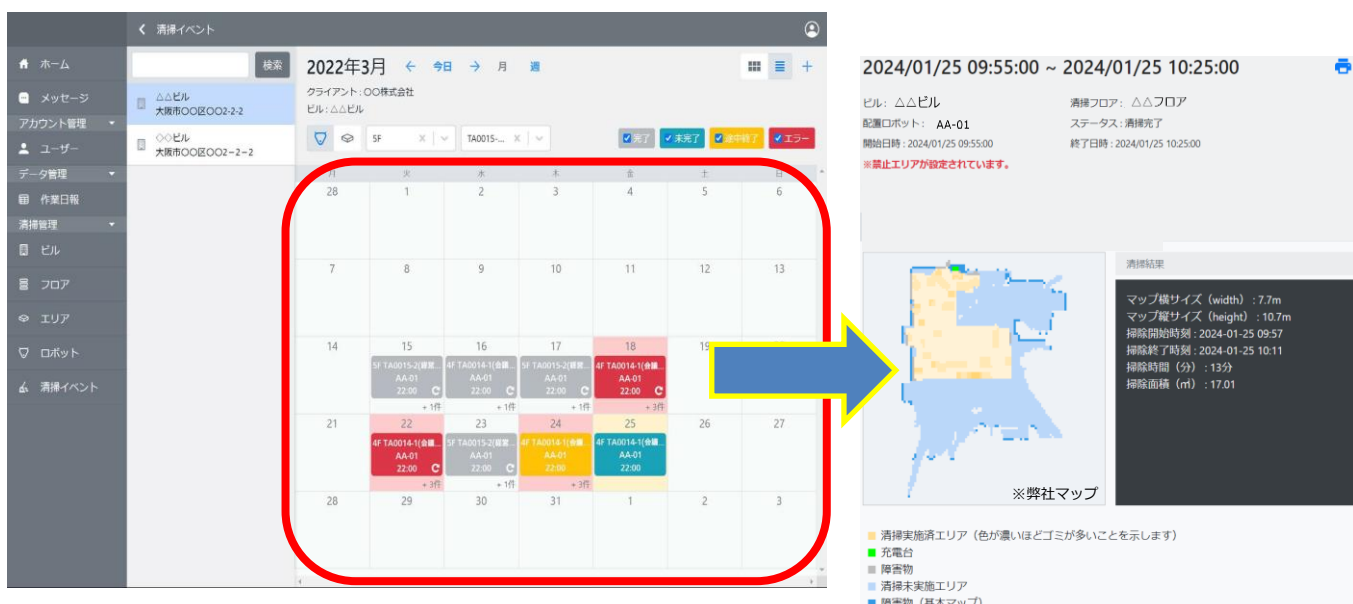 清掃イベント
ホーム
メッセージ
アカウント管理
ユーザー
データ管理
作業日報
清掃管理
ビル
フロア
エリア
ロボット
清掃イベント
検索
△△ビル
大阪市〇〇区〇〇2-2-2
◇◇ビル
大阪市〇〇区〇〇2-2-2
2022年3月 ← 今日 → 月 週
クライアント:〇〇株式会社
ビル:△△ビル
5F X TA0015-... X
完了 未完了 途中終了 エラー
月 火 水 木 金 土 日
28 1 2 3 4 5 6
7 8 9 10 11 12 13
14 15 16 17 18 19
5F TA0015-2(
AA-01
22:00
+ 1件
4F TA0014-1(会議...
AA-01
22:00
+ 1件
5F TA0015-2(
AA-01
22:00
+ 1件
4F TA0014-1(会議...
AA-01
22:00
+ 3件
21 22 23 24 25 26 27
4F TA0014-1(会議...
AA-01
22:00
+ 3件
5F TA0015-2(
AA-01
22:00
+ 1件
4F TA0014-1(会議...
AA-01
22:00
+ 3件
4F TA0014-1(会議...
AA-01
22:00
28 29 30 31 1 2 3
2024/01/25 09:55:00 ~ 2024/01/25 10:25:00
ビル: △△ビル 清掃フロア: △△フロア
配置ロボット: AA-01 ステータス:清掃完了
開始日時:2024/01/25 09:55:00 終了日時:2024/01/25 10:25:00
※禁止エリアが設定されています。
清掃結果
マップ横サイズ(width):7.7m
マップ縦サイズ(height):10.7m
掃除開始時刻:2024-01-25 09:57
掃除終了時刻:2024-01-25 10:11
掃除時間(分):13分
掃除面積(㎡):17.01
※弊社マップ
清掃実施済エリア(色が濃いほどゴミが多いことを示します)
充電台
障害物
清掃未実施エリア
障害物(基本マップ)